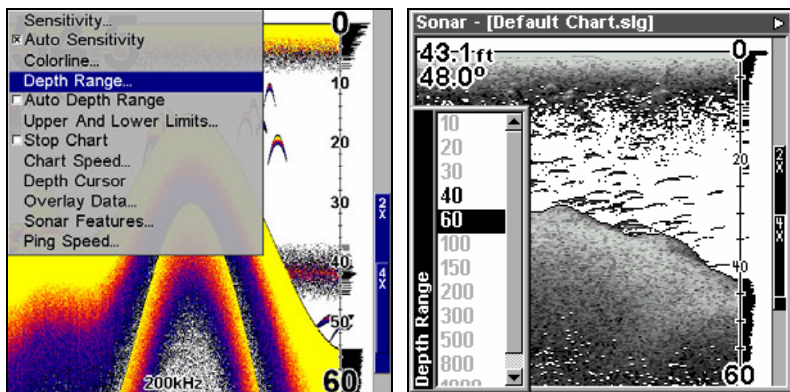 Sensitivity...
Auto Sensitivity
Colorline...
Depth Range...
Auto Depth Range
Upper And Lower Limits...
Stop Chart
Chart Speed...
Depth Cursor
Overlay Data...
Sonar Features...
Ping Speed...
0
10
20
30
40
50
60
2X
4X
200kHz
Sonar - [Default Chart.slg]
43.1 ft
48.0º
Depth Range
10
20
30
40
60
100
150
200
300
500
800
0
20
40
60
2X
4X